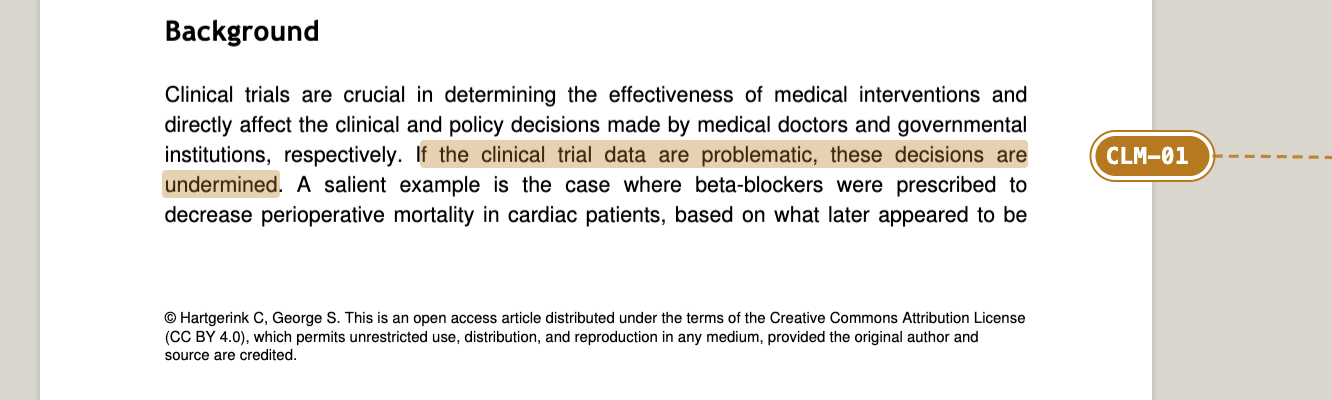 Background
Clinical trials are crucial in determining the effectiveness of medical interventions and
directly affect the clinical and policy decisions made by medical doctors and governmental
institutions, respectively. If the clinical trial data are problematic, these decisions are
undermined. A salient example is the case where beta-blockers were prescribed to
decrease perioperative mortality in cardiac patients, based on what later appeared to be
CLM-01
© Hartgerink C, George S. This is an open access article distributed under the terms of the Creative Commons Attribution License
(CC BY 4.0), which permits unrestricted use, distribution, and reproduction in any medium, provided the original author and
source are credited.